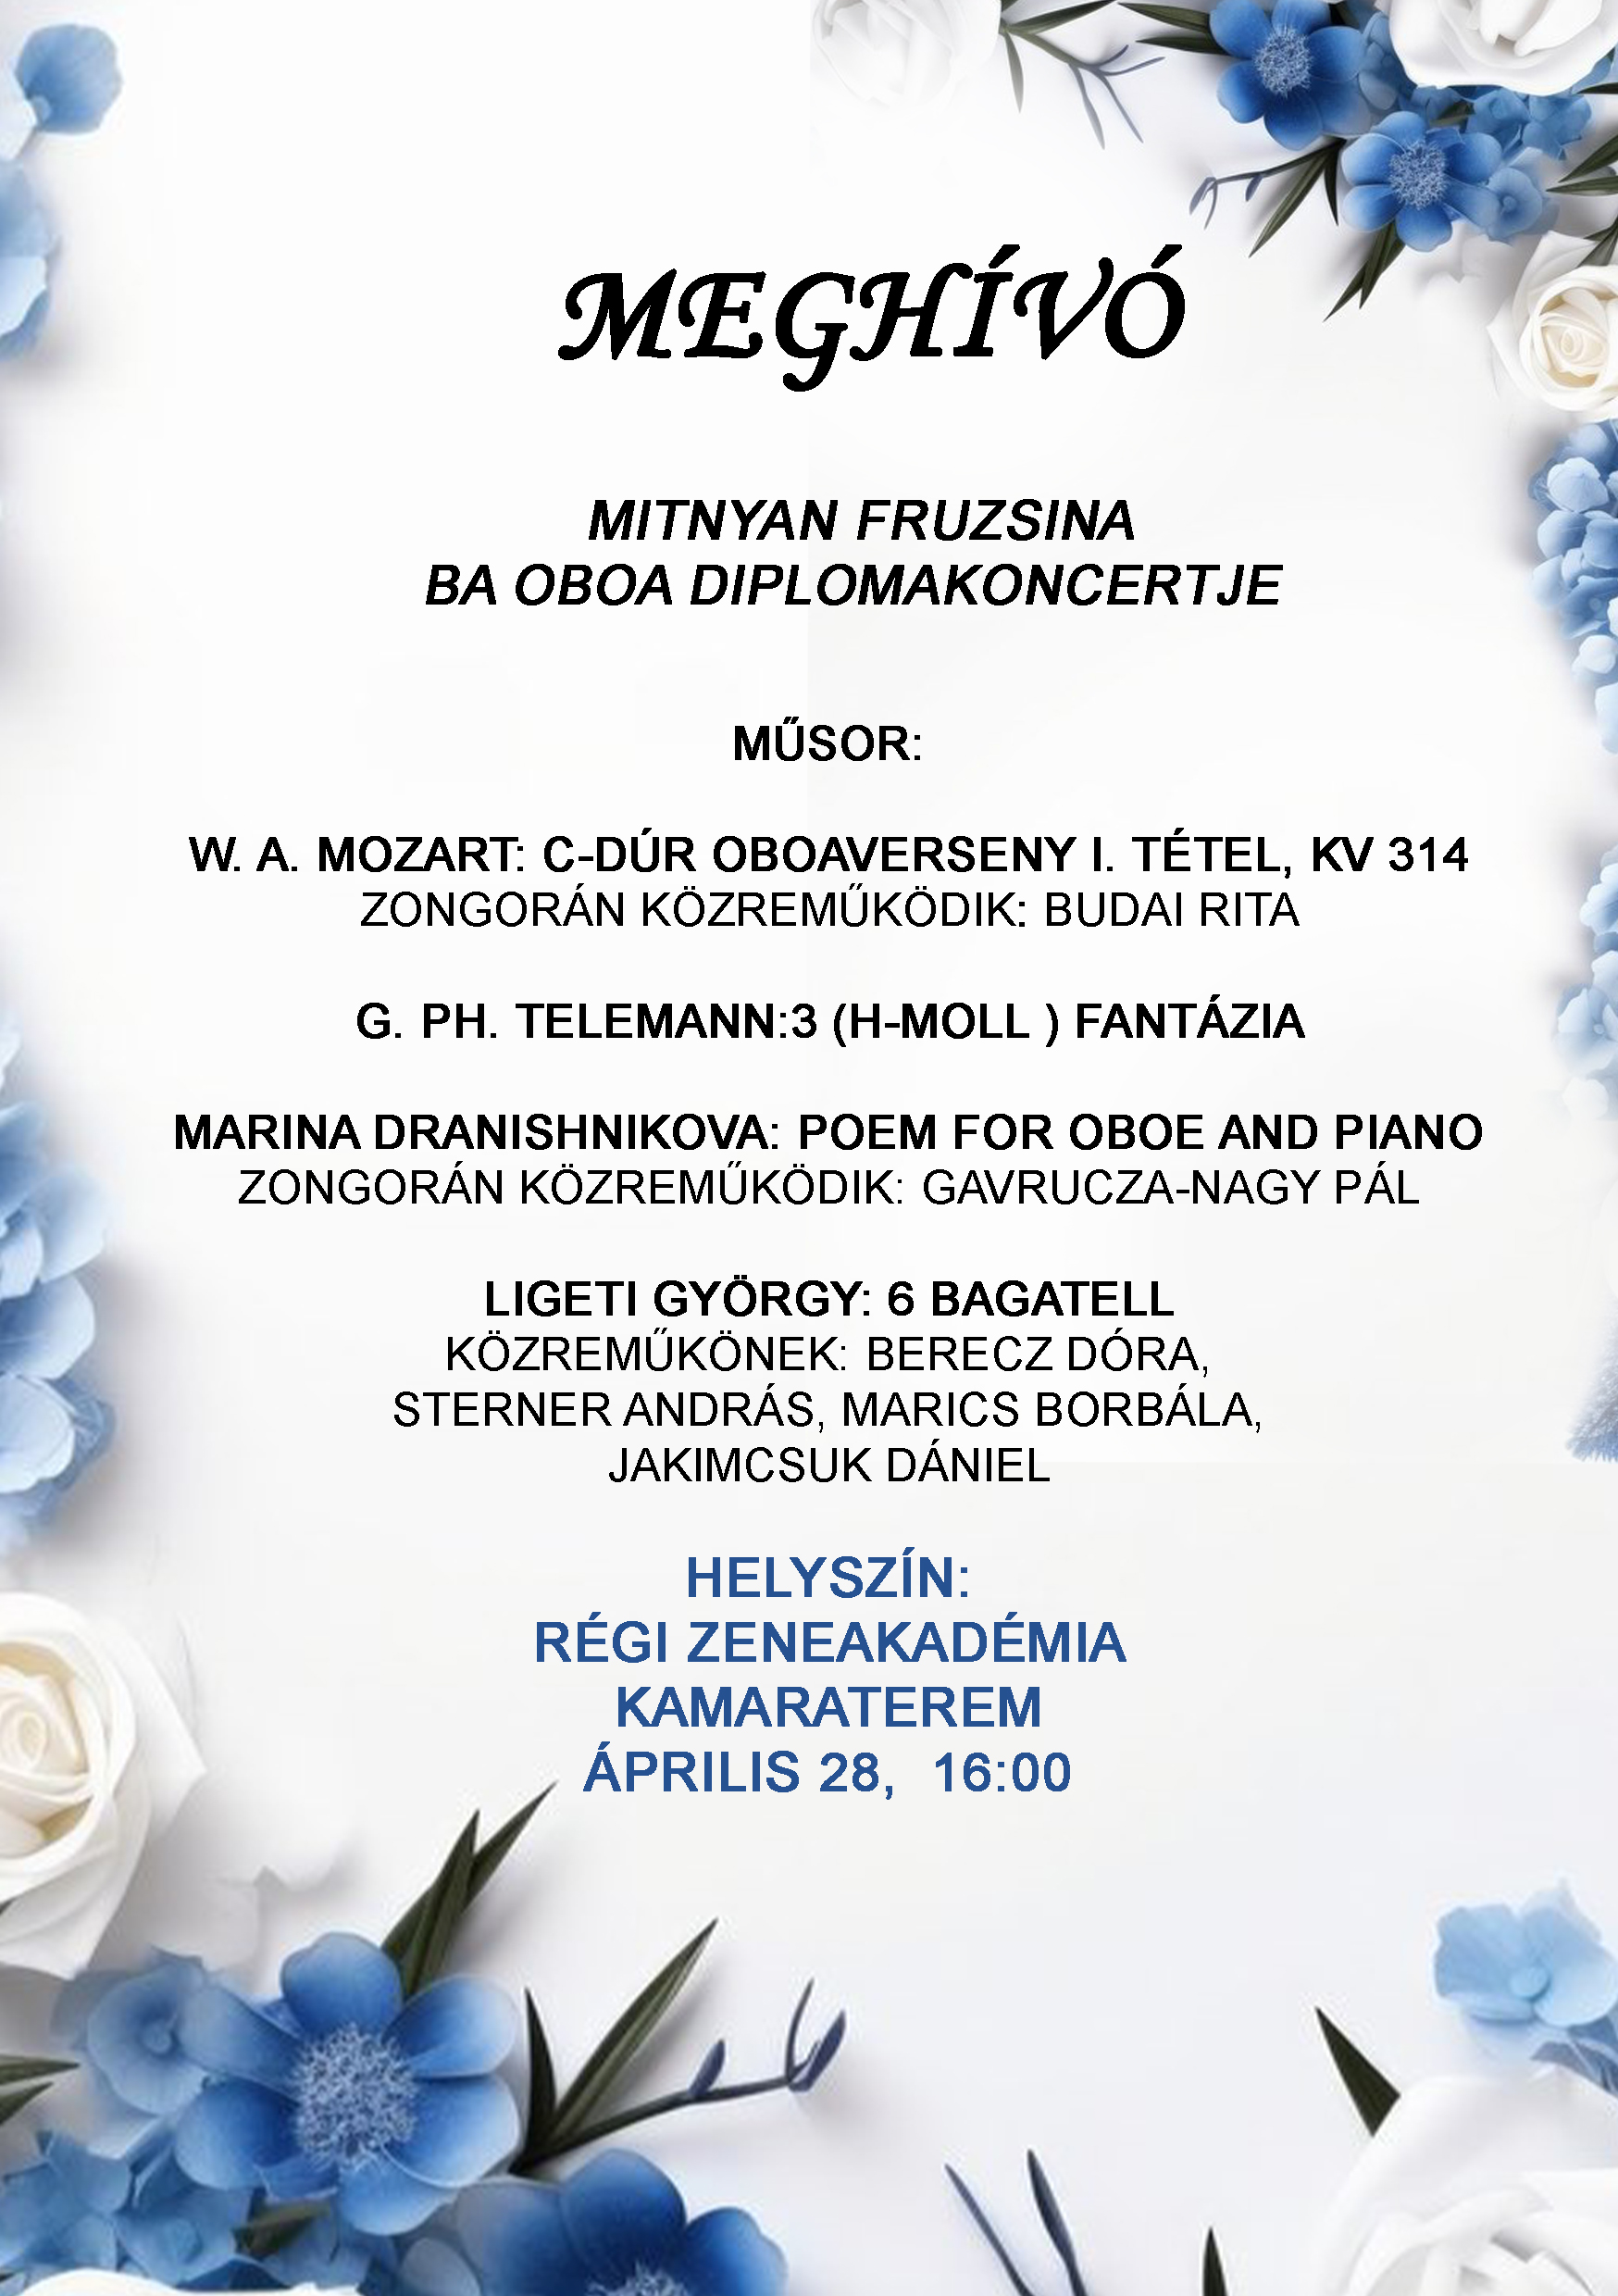 MEGHÍVÓ
MITNYAN FRUZSINA
BA OBOA DIPLOMAKONCERTJE
MŰSOR:
W. A. MOZART: C-DÚR OBOAVERSENY I. TÉTEL, KV 314
ZONGORÁN KÖZREMŰKÖDIK: BUDAI RITA
G. PH. TELEMANN:3 (H-MOLL ) FANTÁZIA
MARINA DRANISHNIKOVA: POEM FOR OBOE AND PIANO
ZONGORÁN KÖZREMŰKÖDIK: GAVRUCZA-NAGY PÁL
LIGETI GYÖRGY: 6 BAGATELL
KÖZREMŰKÖNEK: BERECZ DÓRA,
STERNER ANDRÁS, MARICS BORBÁLA,
JAKIMCSUK DÁNIEL
HELYSZÍN:
RÉGI ZENEAKADÉMIA
KAMARATEREM
ÁPRILIS 28, 16:00